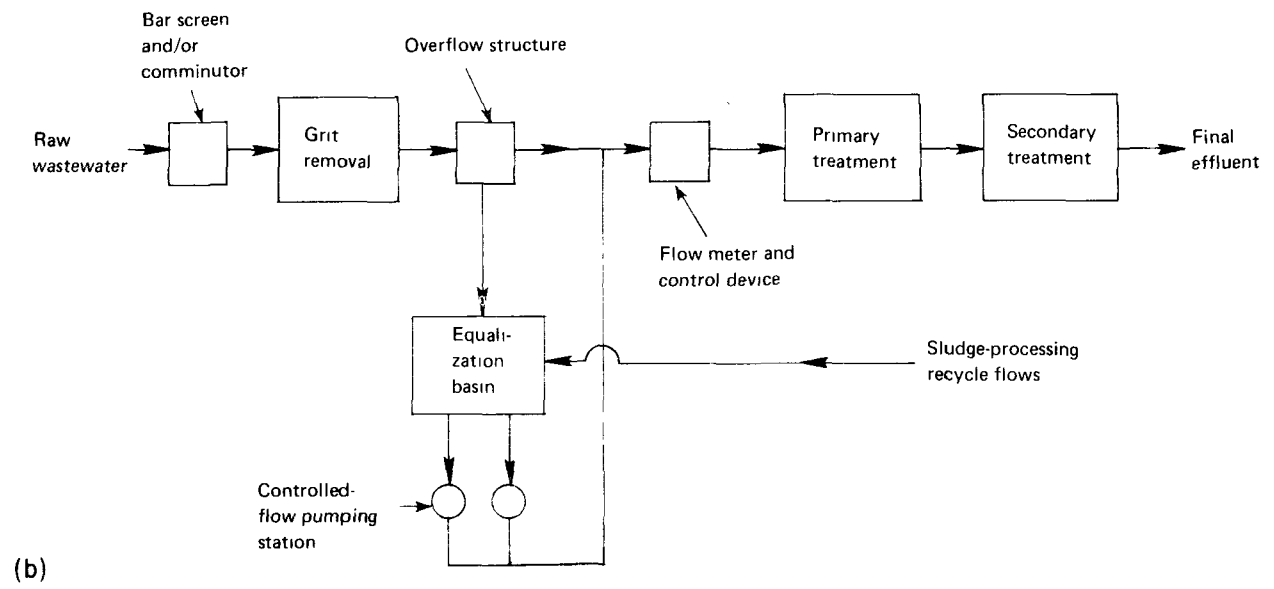 Bar screen
and/or
comminutor
Overflow structure
Raw
wastewater
Grit
removal
Primary
treatment
Secondary
treatment
Final
effluent
Flow meter and
control device
Equali-
zation
basin
Sludge-processing
recycle flows
Controlled-
flow pumping
station
(b)